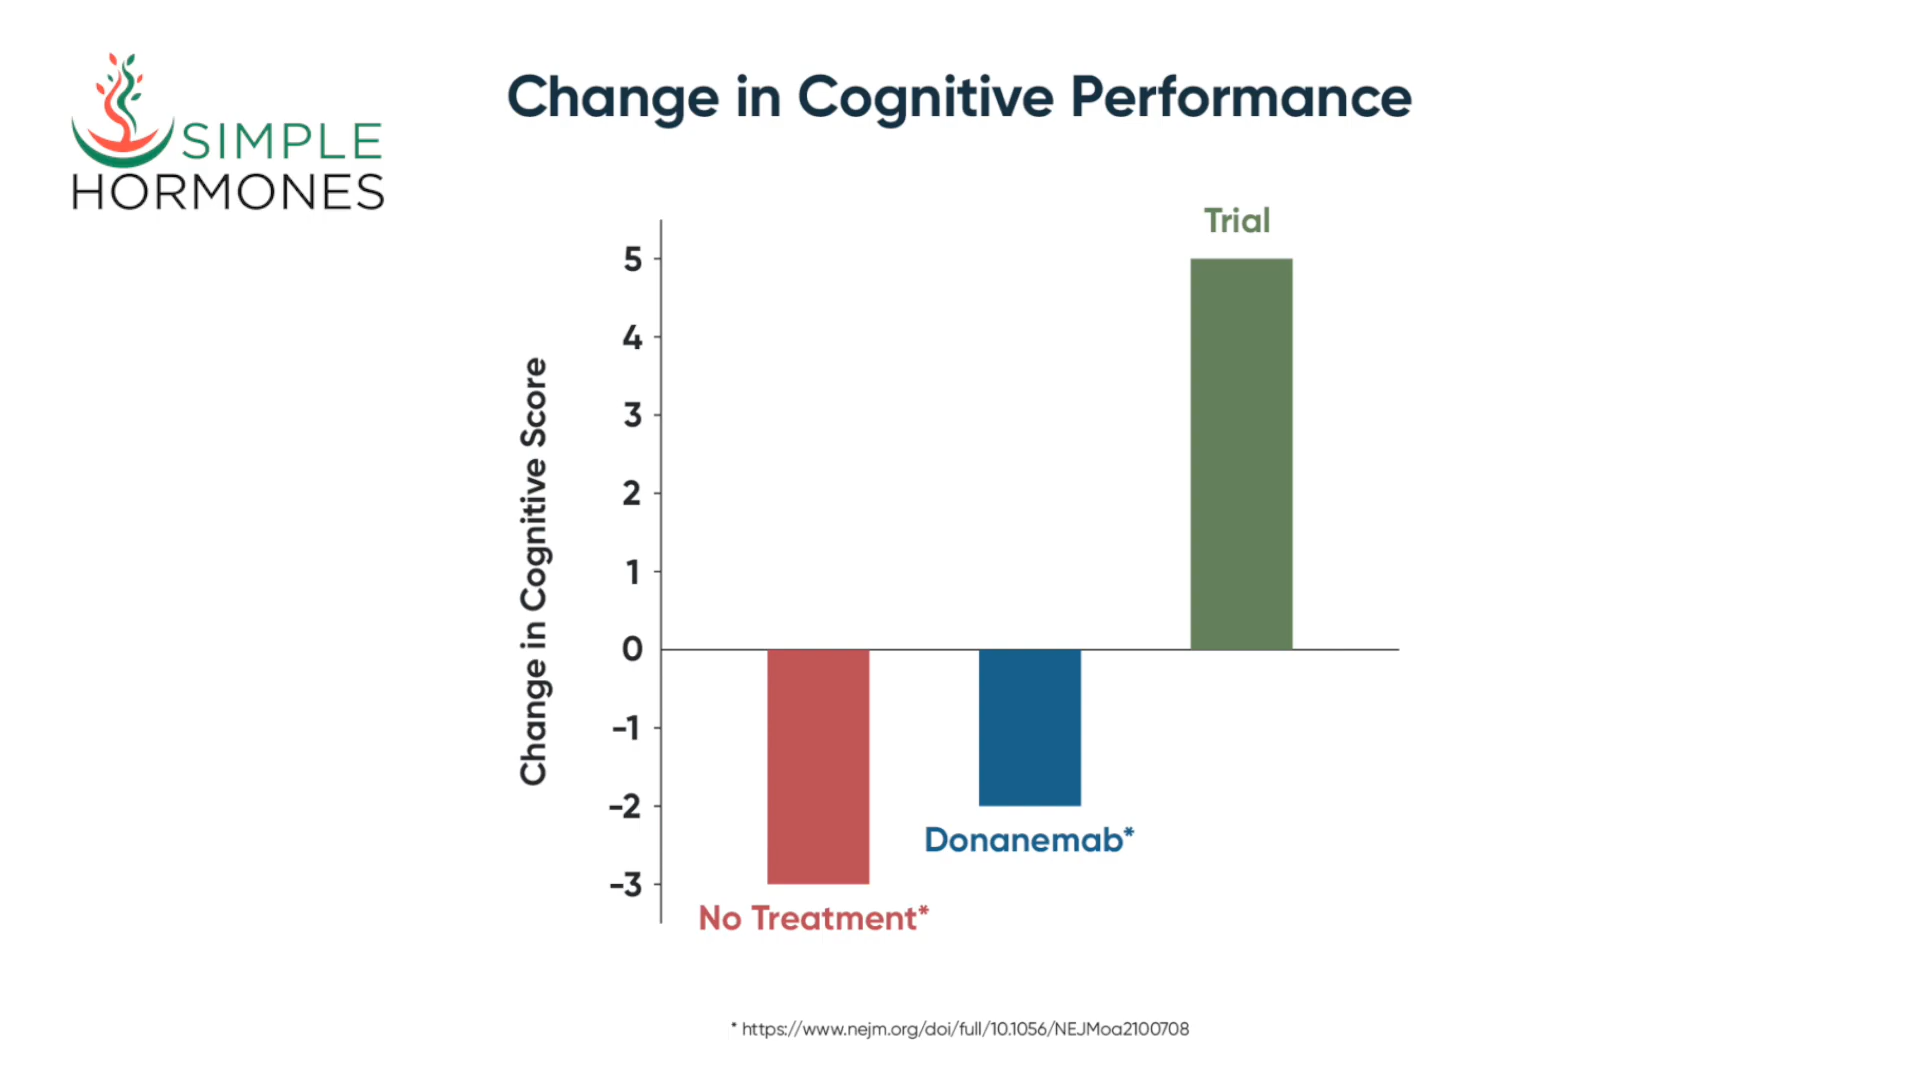 SIMPLE
HORMONES
Change in Cognitive Performance
Change in Cognitive Score
5
4
3
2
1
0
-1
-2
-3
Trial
Donanemab*
No Treatment*
* https://www.nejm.org/doi/full/10.1056/NEJMoa2100708